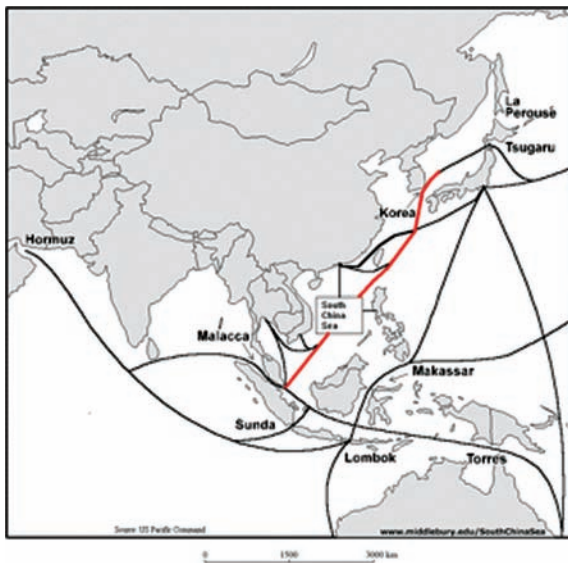 La
Perouse
Tsugaru
Korea
Hormuz
South
China
Sea
Malacca
Makassar
Sunda
Lombok
Torres
Source: US Pacific Command
www.middlebury.edu/SouthChinaSea
0 1500 3000 km